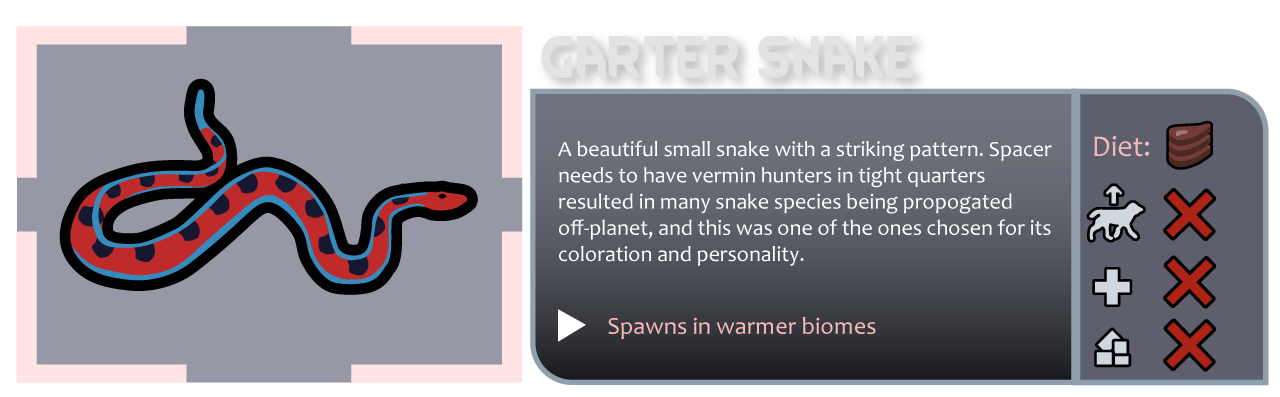 GARTER SNAKE
A beautiful small snake with a striking pattern. Spacer
needs to have vermin hunters in tight quarters
resulted in many snake species being propogated
off-planet, and this was one of the ones chosen for its
coloration and personality.
Spawns in warmer biomes
Diet: